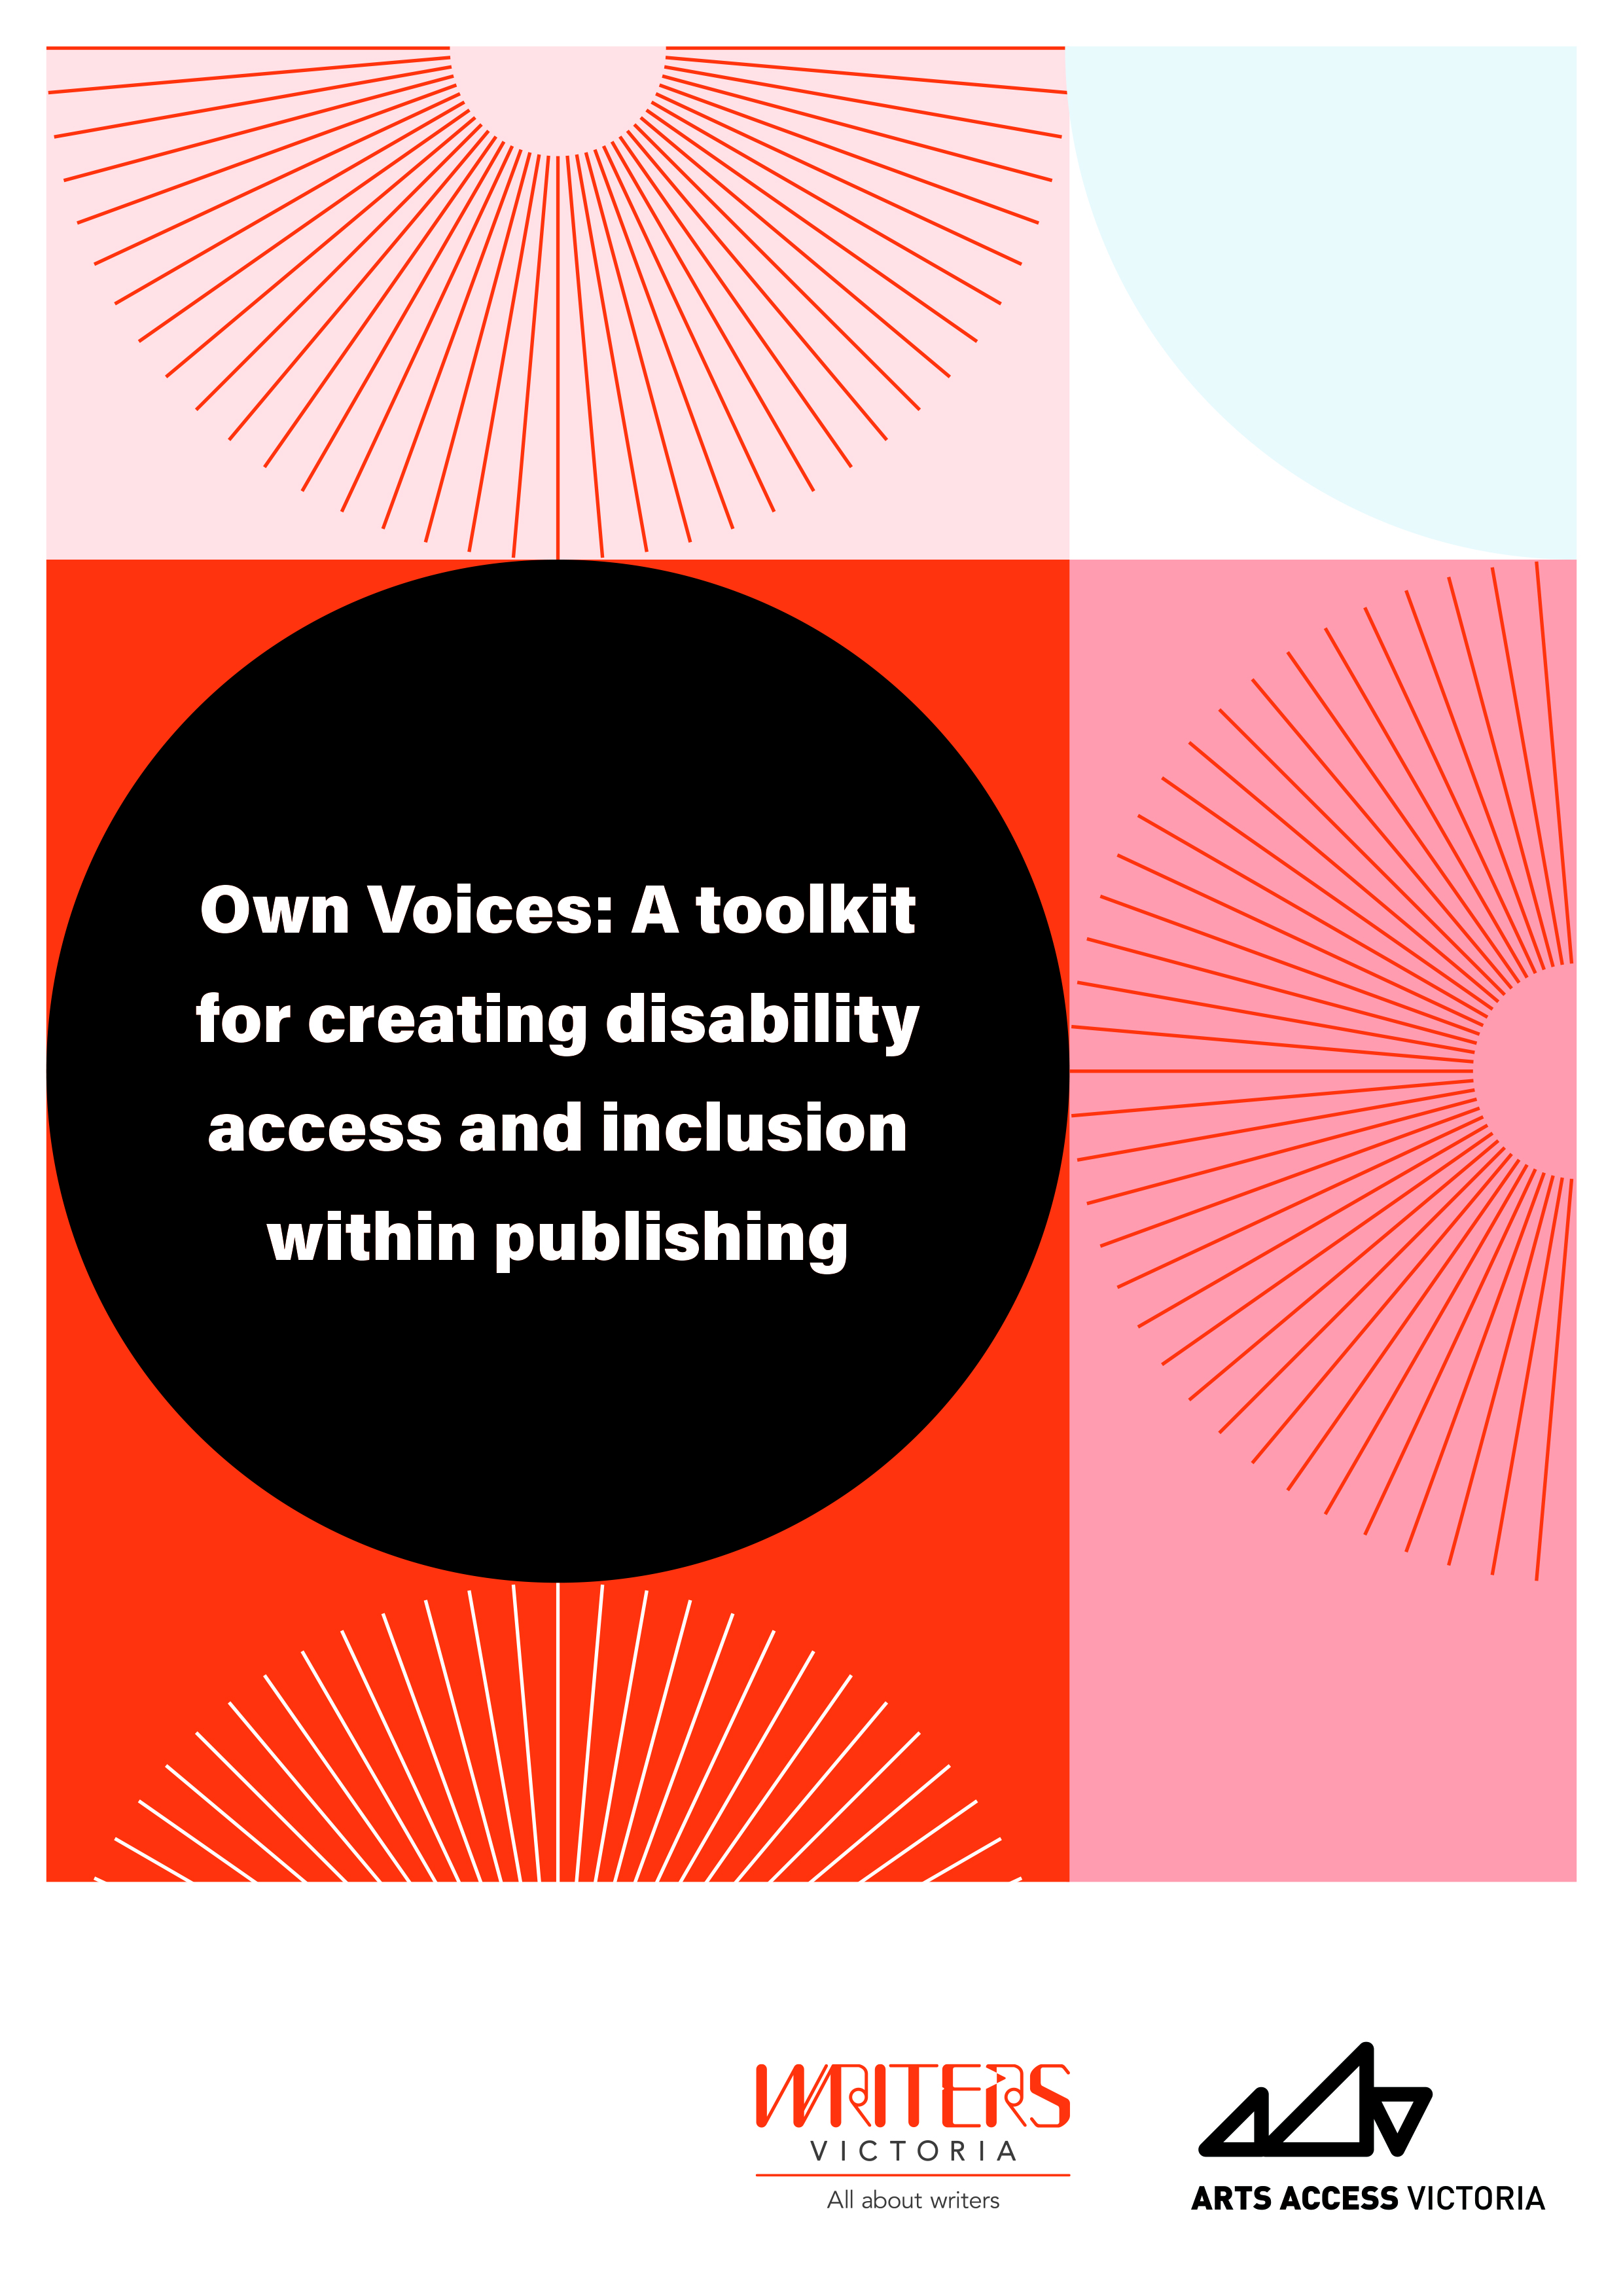 Own Voices: A toolkit
for creating disability
access and inclusion
within publishing
WRITERS
VICTORIA
All about writers
ARTS ACCESS VICTORIA